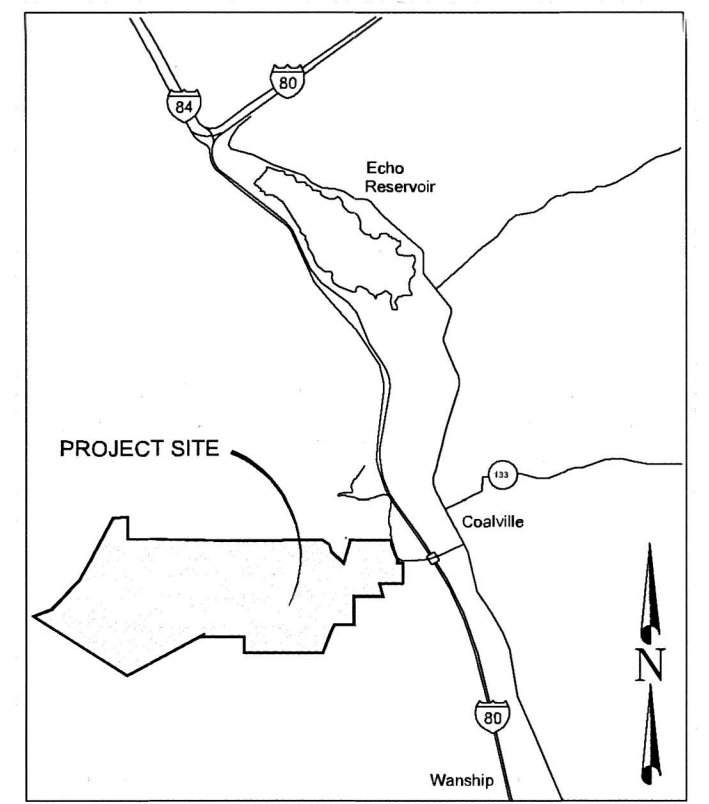 80
84
Echo
Reservoir
PROJECT SITE
133
Coalville
N
80
Wanship